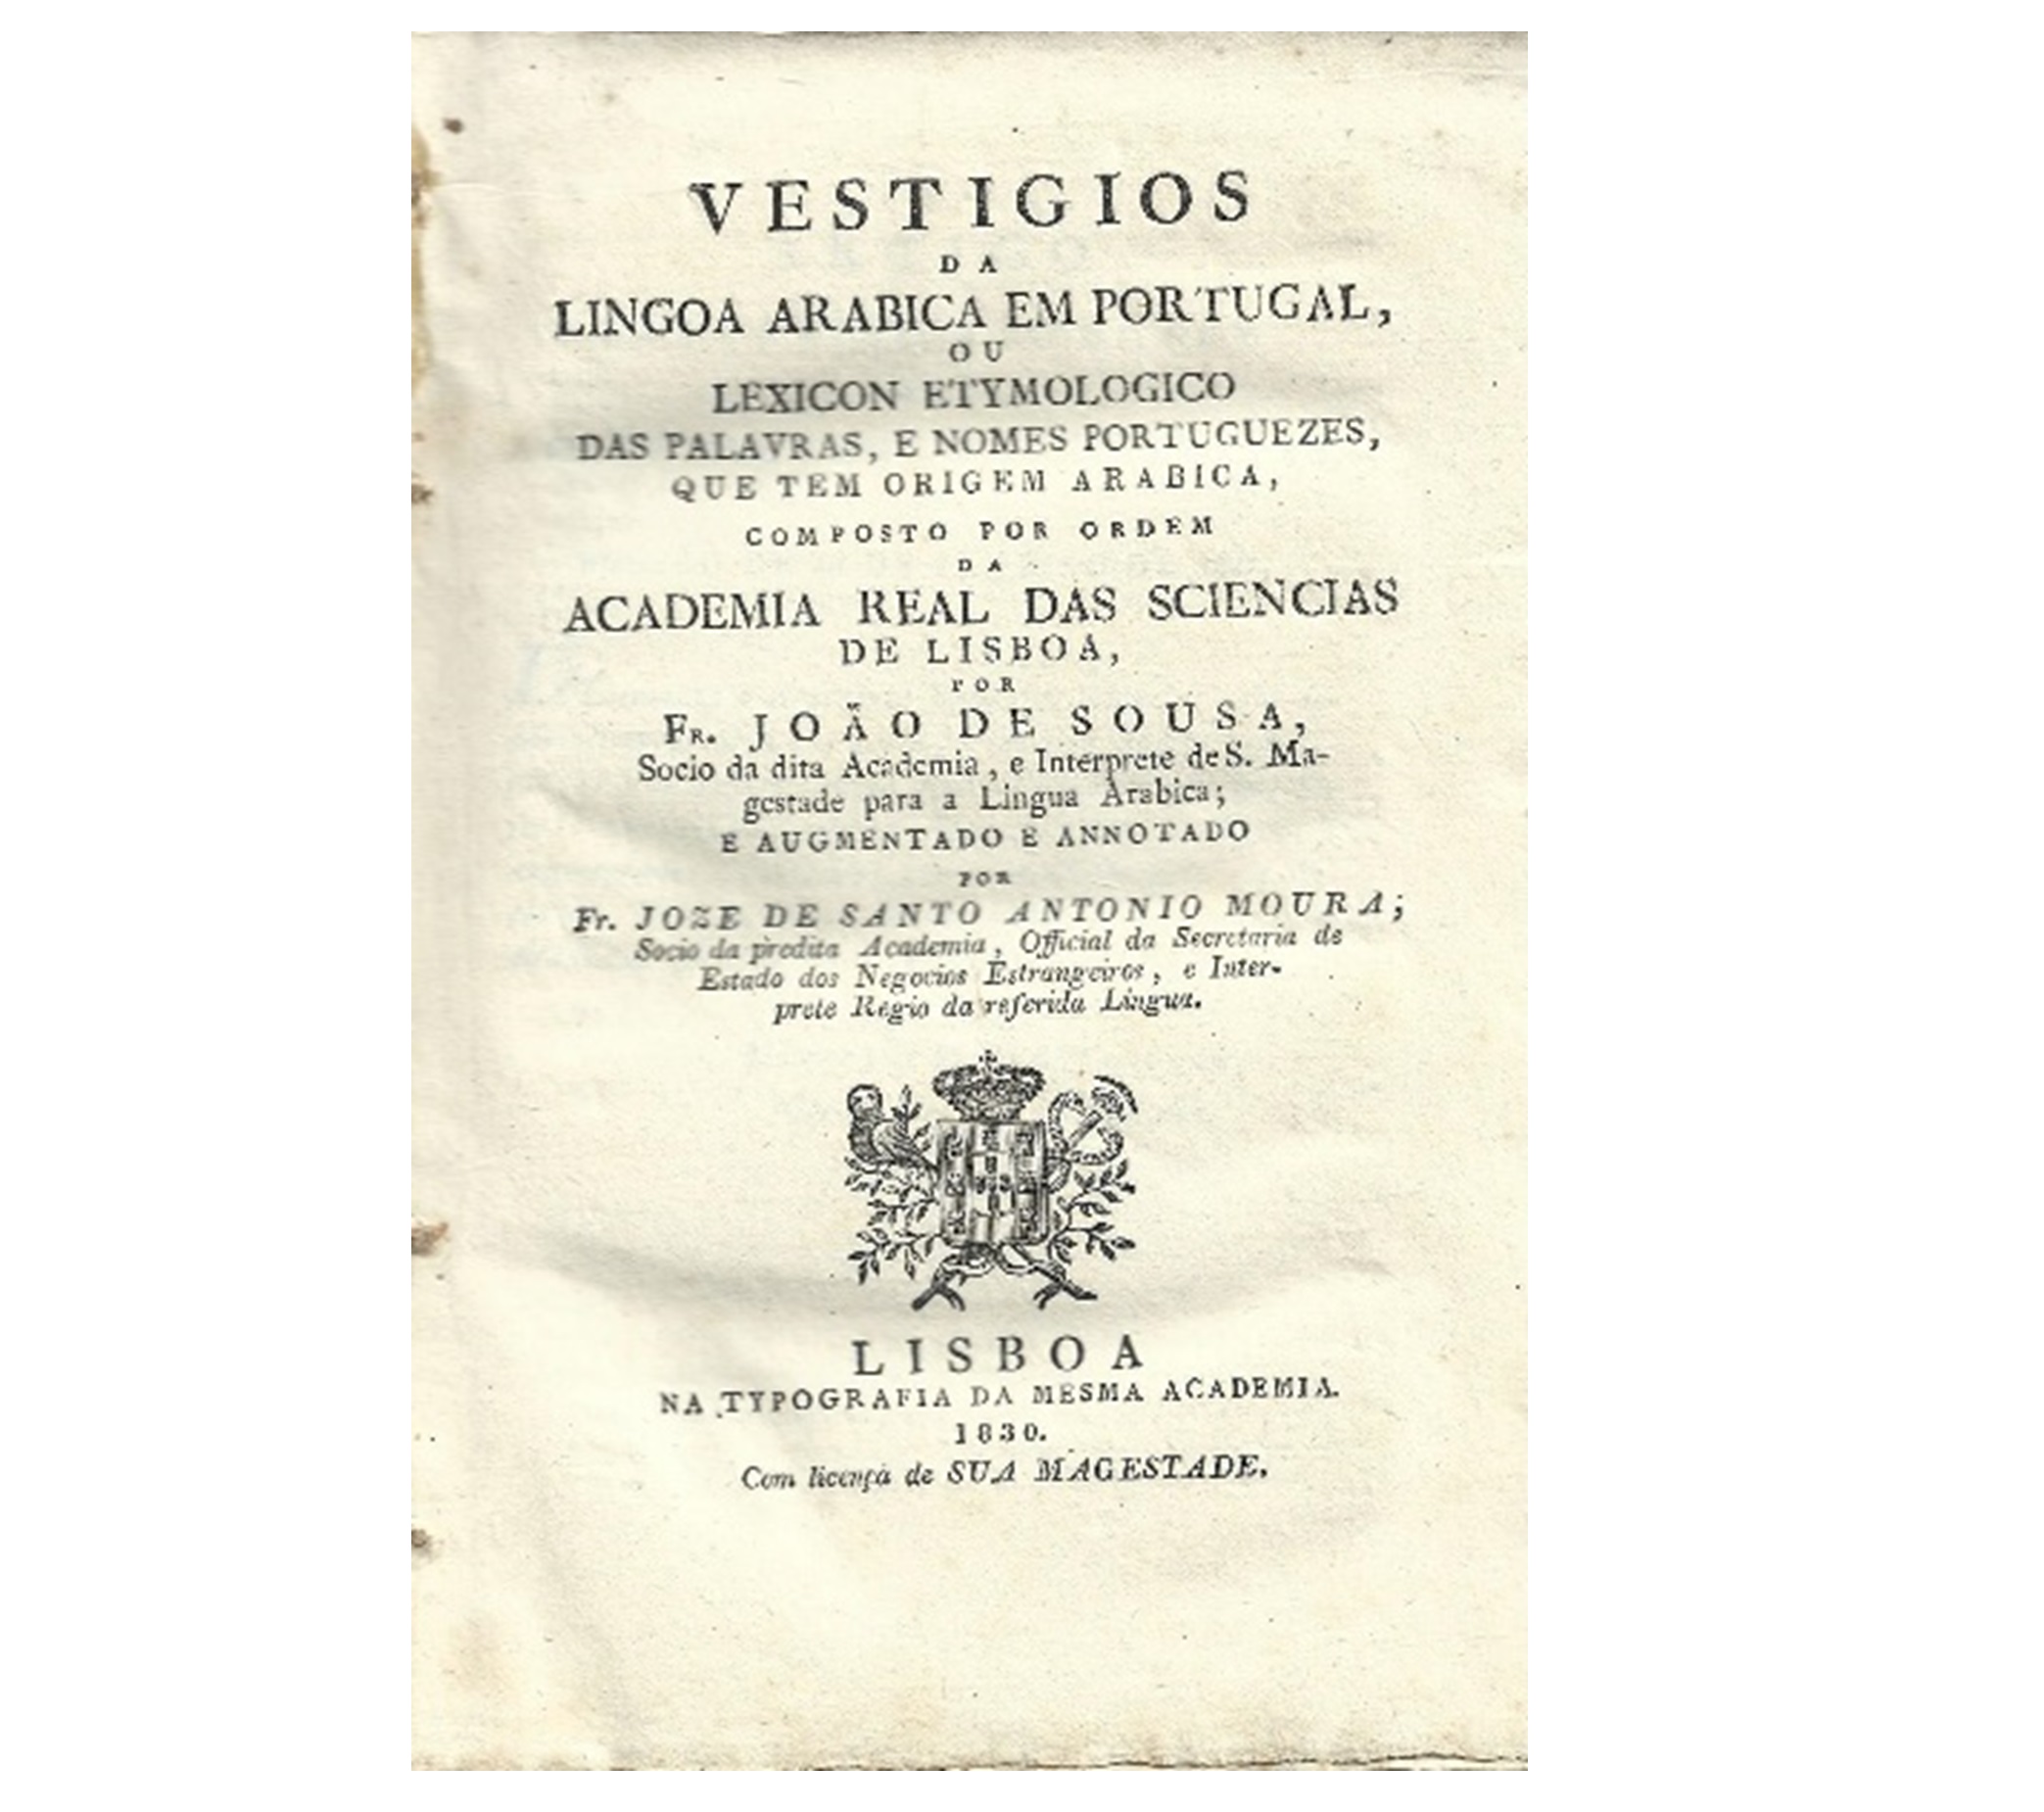 VESTIGIOS
DA
LINGOA ARABICA EM PORTUGAL,
OU
LEXICON ETYMOLOGICO
DAS PALAVRAS, E NOMES PORTUGUEZES,
QUE TEM ORIGEM ARABICA,
COMPOSTO POR ORDEM
DA
ACADEMIA REAL DAS SCIENCIAS
DE LISBOA,
POR
FR. JOÃO DE SOUSA,
Socio da dita Academia, e Interprete de S. Ma-
gestade para a Lingua Arabica;
E AUGMENTADO E ANNOTADO
POR
Fr. JOZE DE SANTO ANTONIO MOURA;
Socio da predita Academia, Official da Secretaria de
Estado dos Negocios Estrangeiros, e Inter-
prete Regio da referida Lingua.
LISBOA
NA TYPOGRAFIA DA MESMA ACADEMIA.
1830.
Com licença de SUA MAGESTADE.